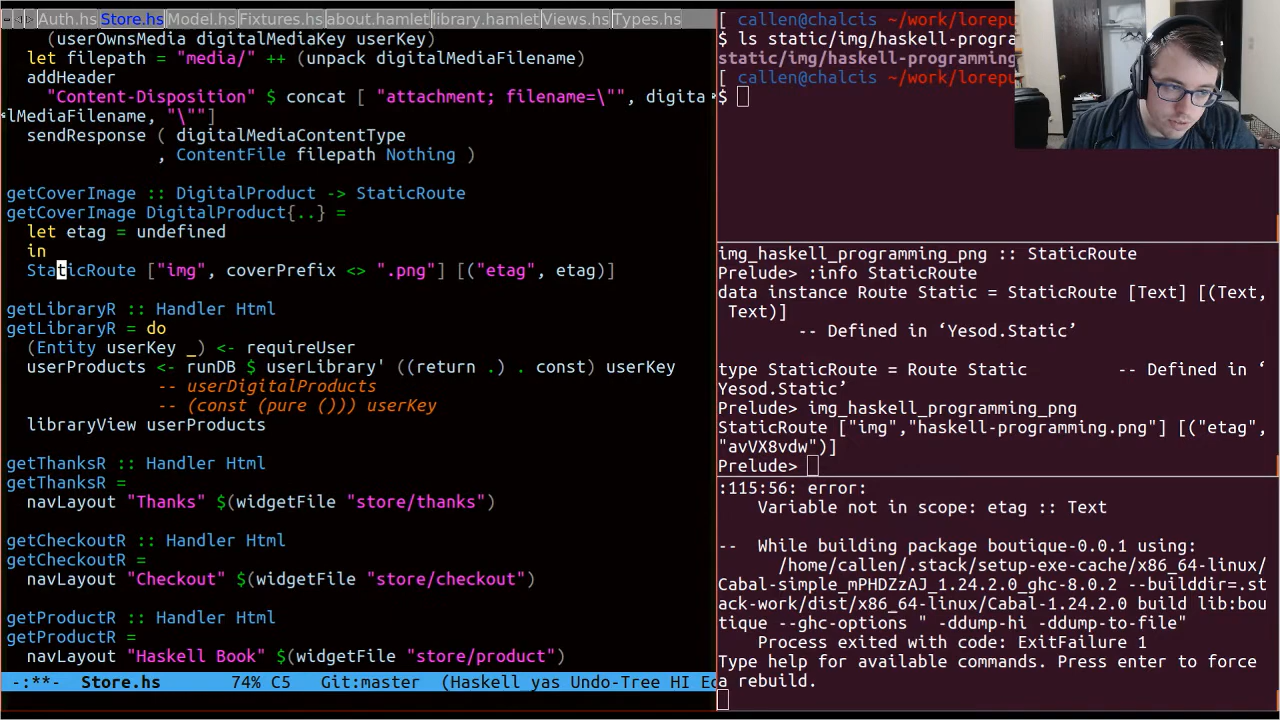 Auth.hs Store.hs Model.hs Fixtures.hs about.hamlet library.hamlet Views.hs Types.hs
(userOwnsMedia digitalMediaKey userKey)
let filepath = "media/" ++ (unpack digitalMediaFilename)
addHeader
"Content-Disposition" $ concat [ "attachment; filename=\"", digita
lMediaFilename, "\""]
sendResponse ( digitalMediaContentType
, ContentFile filepath Nothing )
getCoverImage :: DigitalProduct -> StaticRoute
getCoverImage DigitalProduct{..} =
let etag = undefined
in
StaticRoute ["img", coverPrefix <> ".png"] [("etag", etag)]
getLibraryR :: Handler Html
getLibraryR = do
(Entity userKey _) <- requireUser
userProducts <- runDB $ userLibrary' ((return .) . const) userKey
-- userDigitalProducts
-- (const (pure ())) userKey
libraryView userProducts
getThanksR :: Handler Html
getThanksR =
navLayout "Thanks" $(widgetFile "store/thanks")
getCheckoutR :: Handler Html
getCheckoutR =
navLayout "Checkout" $(widgetFile "store/checkout")
getProductR :: Handler Html
getProductR =
navLayout "Haskell Book" $(widgetFile "store/product")
-:**- Store.hs 74% C5 Git:master (Haskell yas Undo-Tree HI
[ callen@chalcis ~/work/lorepu
$ ls static/img/haskell-progra
static/img/haskell-programming
[ callen@chalcis ~/work/lorepu
$
img_haskell_programming_png :: StaticRoute
Prelude> :info StaticRoute
data instance Route Static = StaticRoute [Text] [(Text,
Text)]
-- Defined in ‘Yesod.Static’
type StaticRoute = Route Static -- Defined in ‘
Yesod.Static’
Prelude> img_haskell_programming_png
StaticRoute ["img","haskell-programming.png"] [("etag",
"avVX8vdw")]
Prelude>
:115:56: error:
Variable not in scope: etag :: Text
-- While building package boutique-0.0.1 using:
/home/callen/.stack/setup-exe-cache/x86_64-linux/
Cabal-simple_mPHDZzAJ_1.24.2.0_ghc-8.0.2 --builddir=.st
ack-work/dist/x86_64-linux/Cabal-1.24.2.0 build lib:bou
tique --ghc-options " -ddump-hi -ddump-to-file"
Process exited with code: ExitFailure 1
Type help for available commands. Press enter to force
a rebuild.